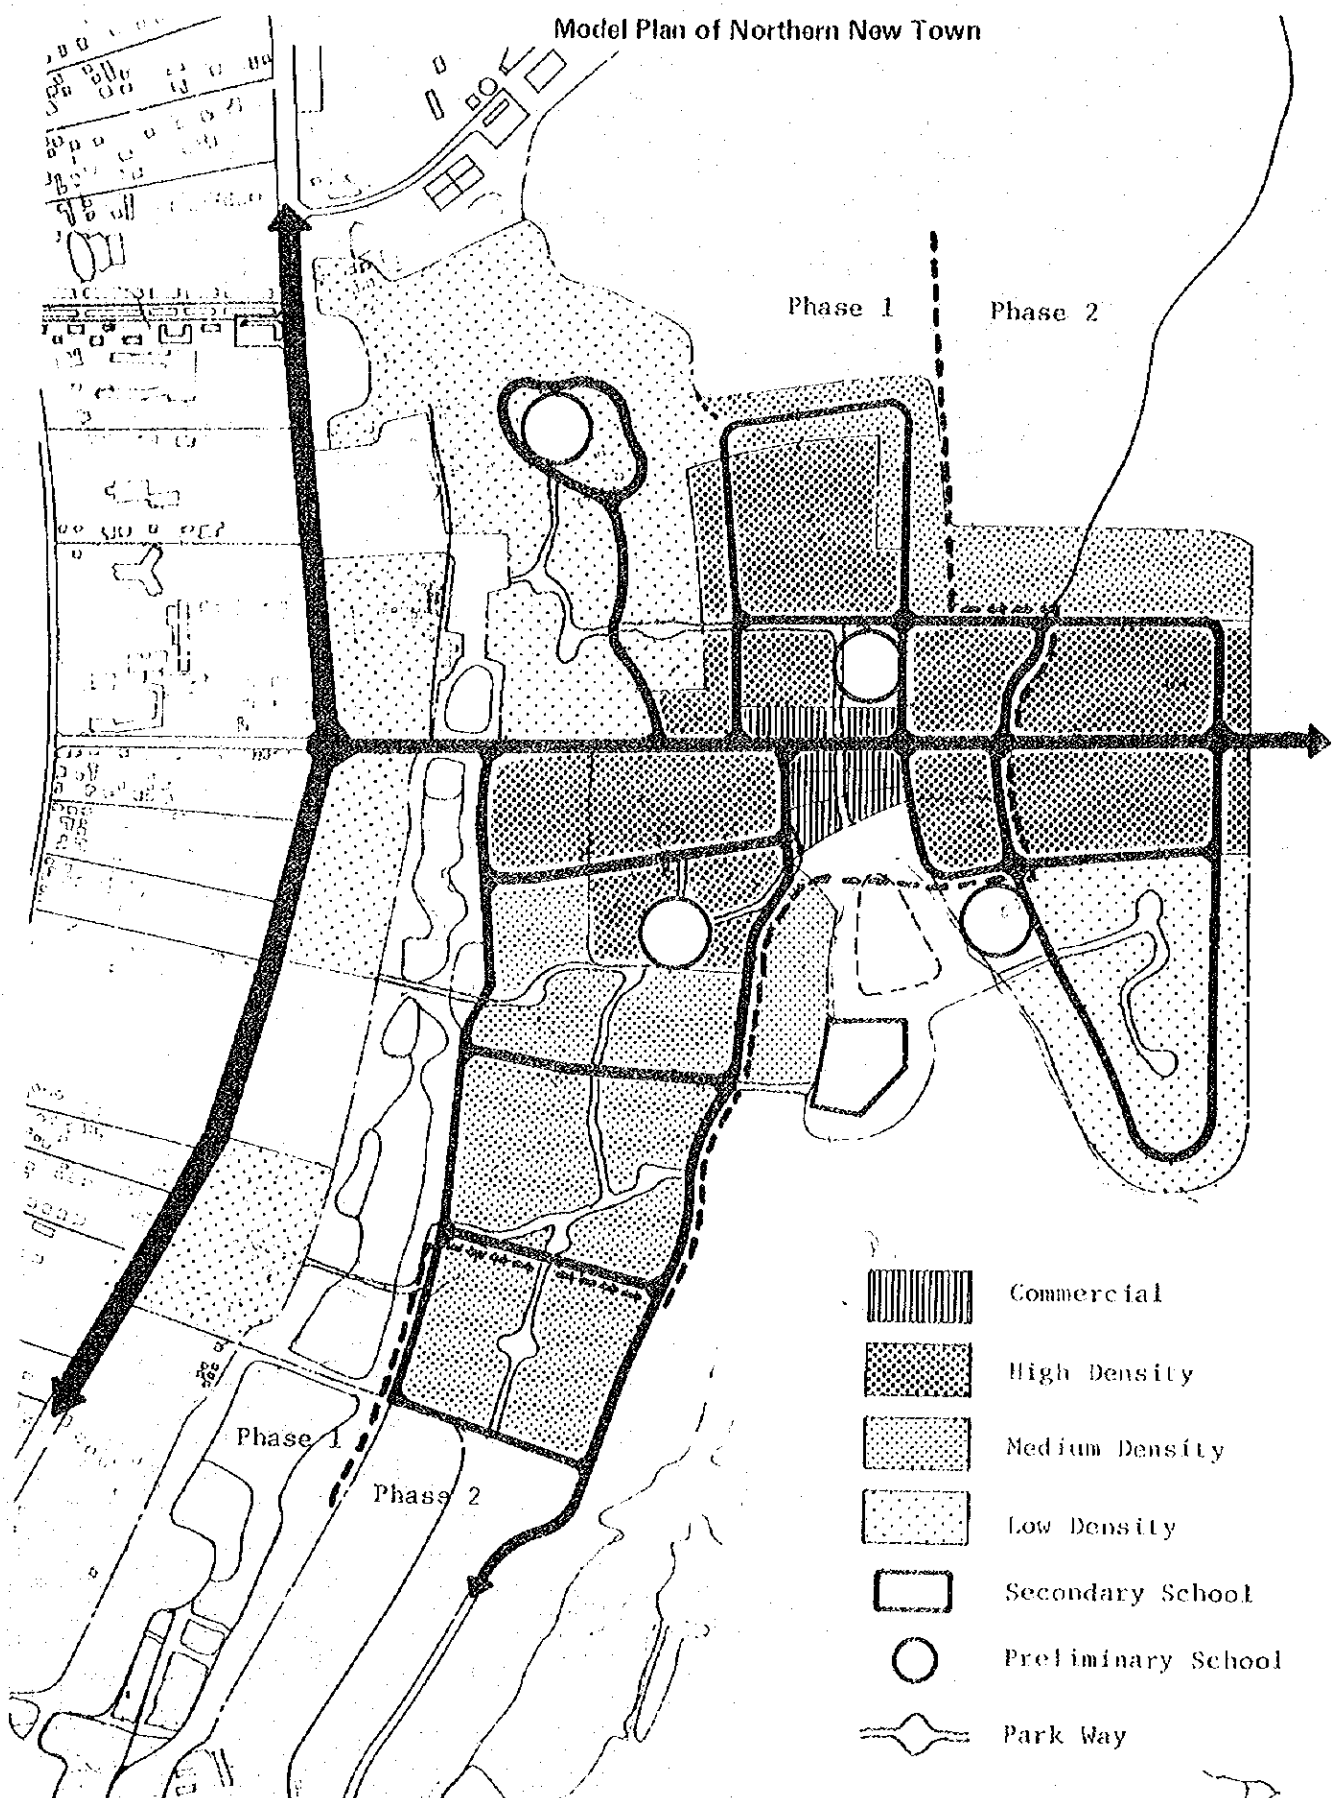 Model Plan of Northern New Town
Phase 1
Phase 2
Phase 1
Phase 2
Commercial
High Density
Medium Density
Low Density
Secondary School
Preliminary School
Park Way